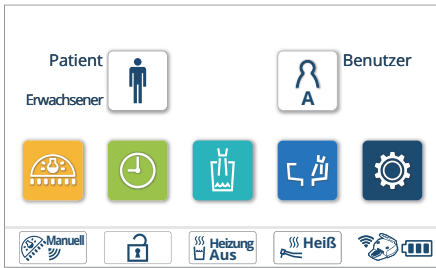 Patient
Benutzer
Erwachsener
A
Manuell
Heizung
Aus
Heiß